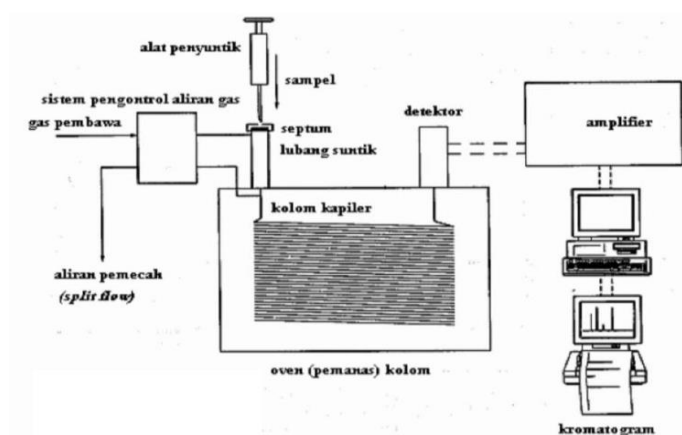 alat penyuntik
sampel
sistem pengontrol aliran gas
gas pembawa
septum
lubang suntik
detektor
amplifier
kolom kapiler
aliran pemecah
(split flow)
oven (pemanas) kolom
kromatogram